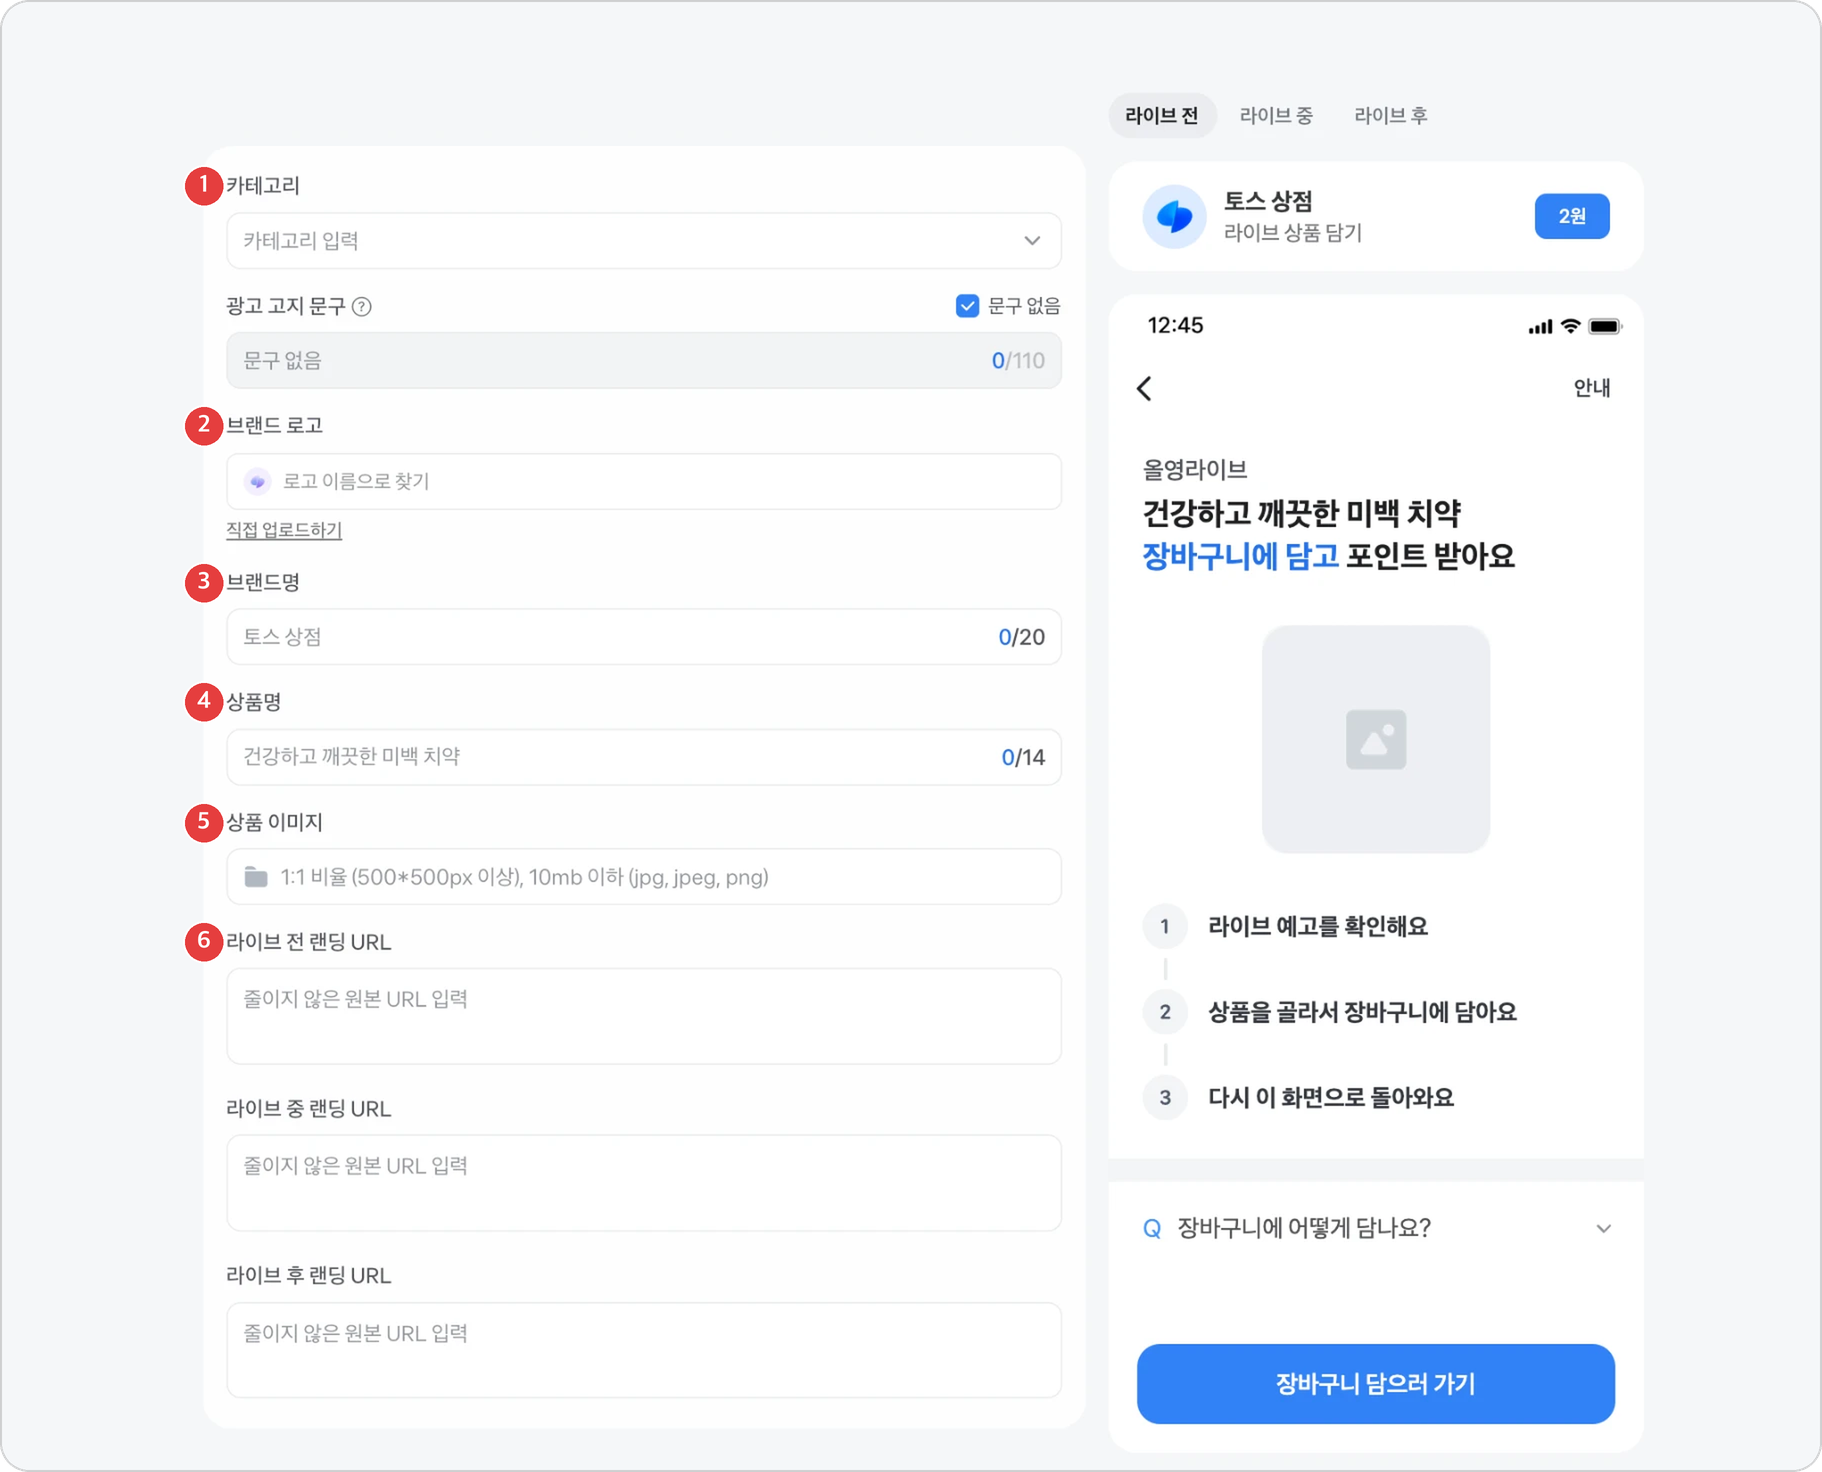 1 카테고리
카테고리 입력
광고 고지 문구 ?
문구 없음
문구 없음 0/110
2 브랜드 로고
로고 이름으로 찾기
직접 업로드하기
3 브랜드명
토스 상점 0/20
4 상품명
건강하고 깨끗한 미백 치약 0/14
5 상품 이미지
1:1 비율 (500*500px 이상), 10mb 이하 (jpg, jpeg, png)
6 라이브 전 랜딩 URL
줄이지 않은 원본 URL 입력
라이브 중 랜딩 URL
줄이지 않은 원본 URL 입력
라이브 후 랜딩 URL
줄이지 않은 원본 URL 입력
라이브 전 라이브 중 라이브 후
토스 상점
라이브 상품 담기
2원
12:45
안내
올영라이브
건강하고 깨끗한 미백 치약
장바구니에 담고 포인트 받아요
1 라이브 예고를 확인해요
2 상품을 골라서 장바구니에 담아요
3 다시 이 화면으로 돌아와요
Q 장바구니에 어떻게 담나요?
장바구니 담으러 가기